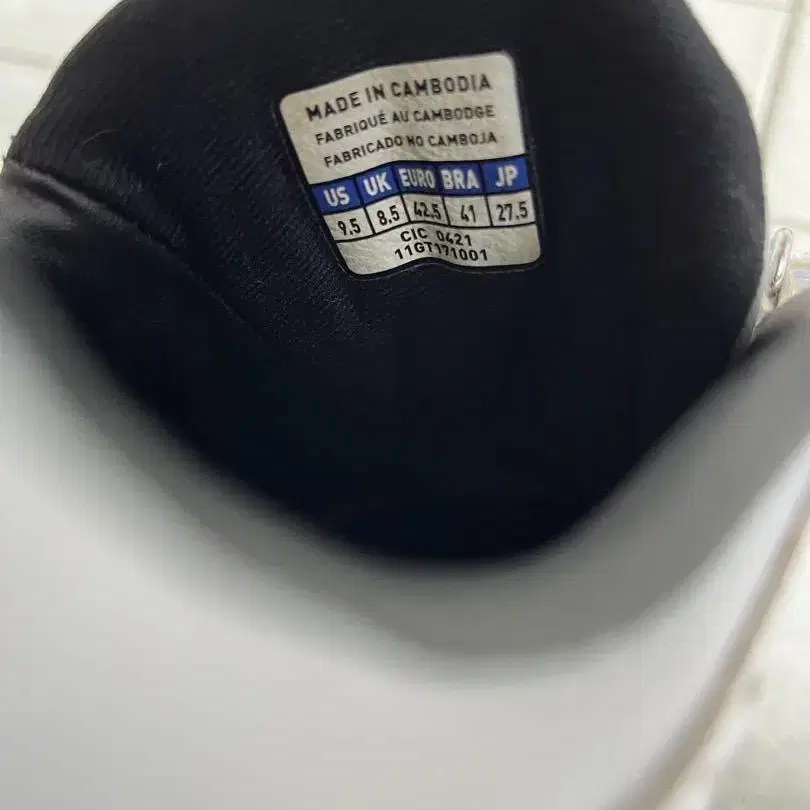 MADE IN CAMBODIA
FABRIQUÉ AU CAMBODGE
FABRICADO NO CAMBOJA
US UK EURO BRA JP
9.5 8.5 42.5 41 27.5
CIC 0421
11GT171001